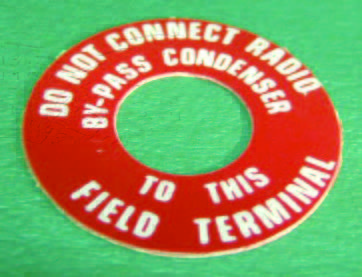 DO NOT CONNECT RADIO
BY-PASS CONDENSER
TO THIS
FIELD TERMINAL